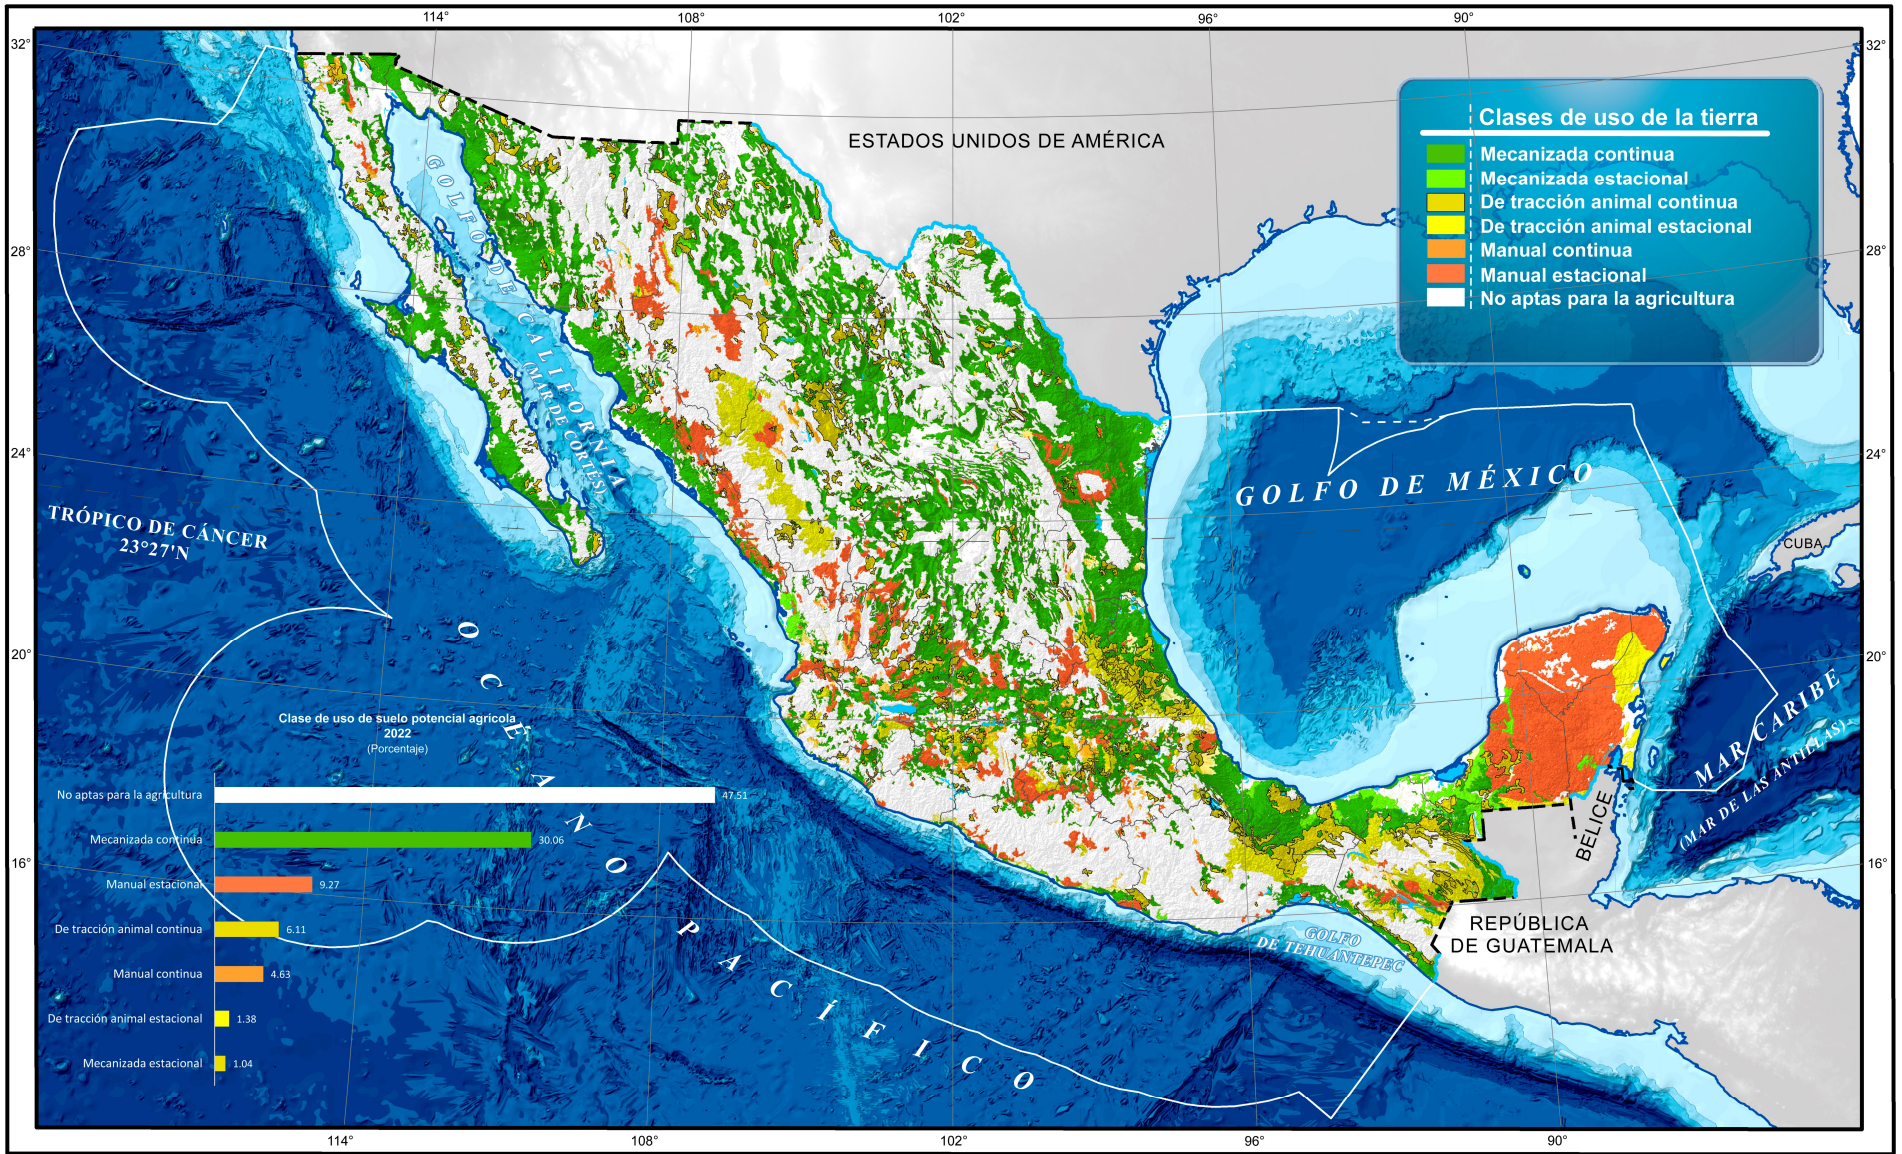 114°
108°
102°
96°
90°
32°
32°
28°
28°
24°
24°
20°
20°
16°
16°
114°
108°
102°
96°
90°
ESTADOS UNIDOS DE AMÉRICA
Clases de uso de la tierra
Mecanizada continua
Mecanizada estacional
De tracción animal continua
De tracción animal estacional
Manual continua
Manual estacional
No aptas para la agricultura
GOLFO DE CALIFORNIA
(MAR DE CORTÉS)
GOLFO DE MÉXICO
TRÓPICO DE CÁNCER
23°27'N
CUBA
OCÉANO PACÍFICO
MAR CARIBE
(MAR DE LAS ANTILLAS)
BELICE
REPÚBLICA
DE GUATEMALA
GOLFO
DE TEHUANTEPEC
Clase de uso de suelo potencial agrícola
2022
(Porcentaje)
No aptas para la agricultura 47.51
Mecanizada continua 30.06
Manual estacional 9.27
De tracción animal continua 6.11
Manual continua 4.63
De tracción animal estacional 1.38
Mecanizada estacional 1.04